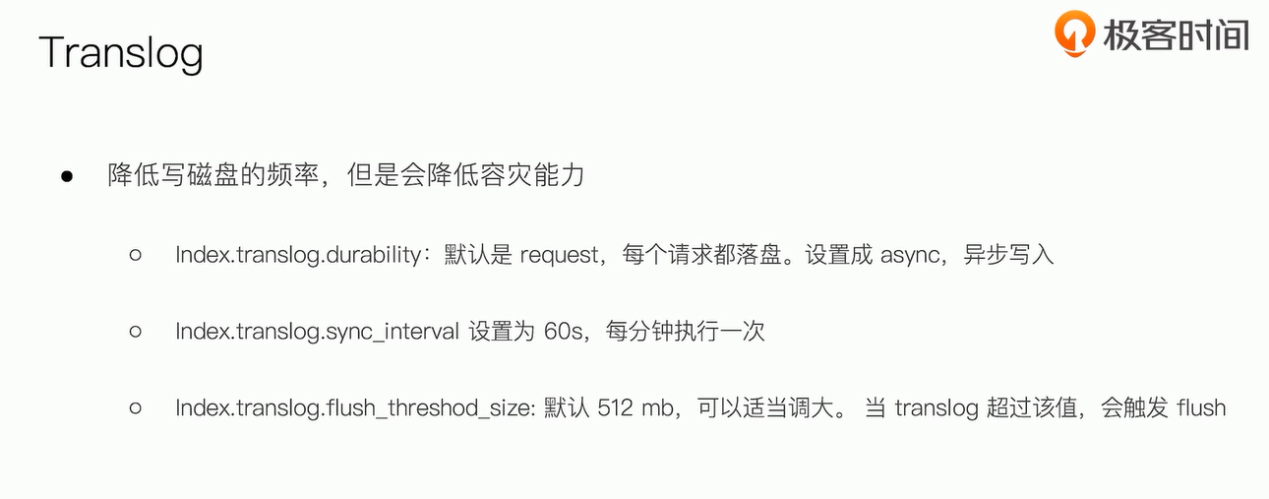 极客时间
Translog
降低写磁盘的频率，但是会降低容灾能力
Index.translog.durability：默认是 request，每个请求都落盘。设置成 async，异步写入
Index.translog.sync_interval 设置为 60s，每分钟执行一次
Index.translog.flush_threshod_size: 默认 512 mb，可以适当调大。 当 translog 超过该值，会触发 flush